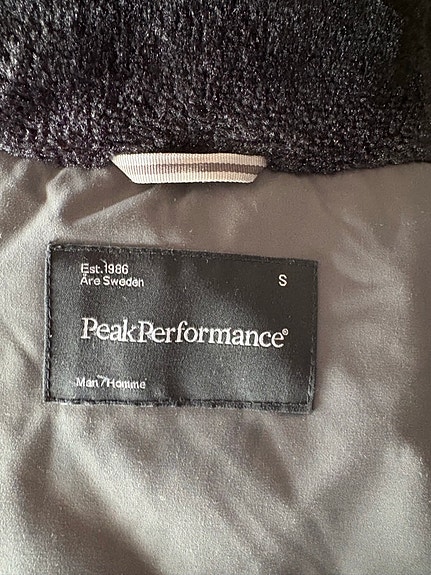 Est.1986
Åre Sweden
S
PeakPerformance®
Man/Homme